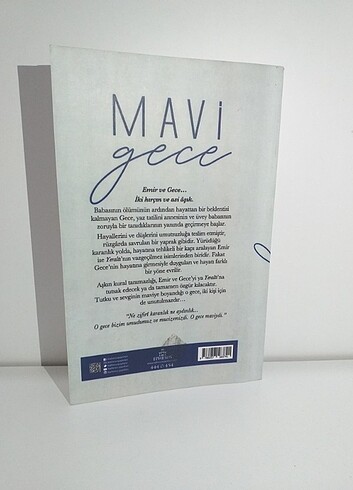 MAVi
gece
Emir ve Gece...
İki hırçın ve asi âşık.
Babasının ölümünün ardından hayattan bir beklentisi
kalmayan Gece, yaz tatilini annesinin ve üvey babasının
zoruyla bir tanıdıklarının yanında geçirmeye başlar.
Hayallerini ve düşlerini umutsuzluğa teslim etmiştir,
rüzgârda savrulan bir yaprak gibidir. Yürüdüğü
karanlık yolda, hayatına tehlikeli bir kapı aralayan Emir
ise Yeraltı'nın vazgeçilmez isimlerinden biridir. Fakat
Gece'nin hayatına girmesiyle duyguları ve hayatı farklı
bir yöne evrilir.
Aşkın kural tanımazlığı, Emir ve Gece'yi ya Yeraltı'na
tutsak edecek ya da tamamen özgür kılacaktır.
Tutku ve sevginin maviye boyandığı o gece, iki kişi için
de unutulmazdır...
"Ne zifiri karanlık ne aydınlık...
O gece bizim umudumuz ve mucizemizdi. O gece maviydi."